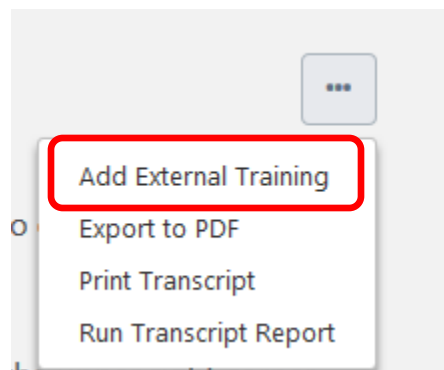 ...
Add External Training
o
Export to PDF
Print Transcript
Run Transcript Report